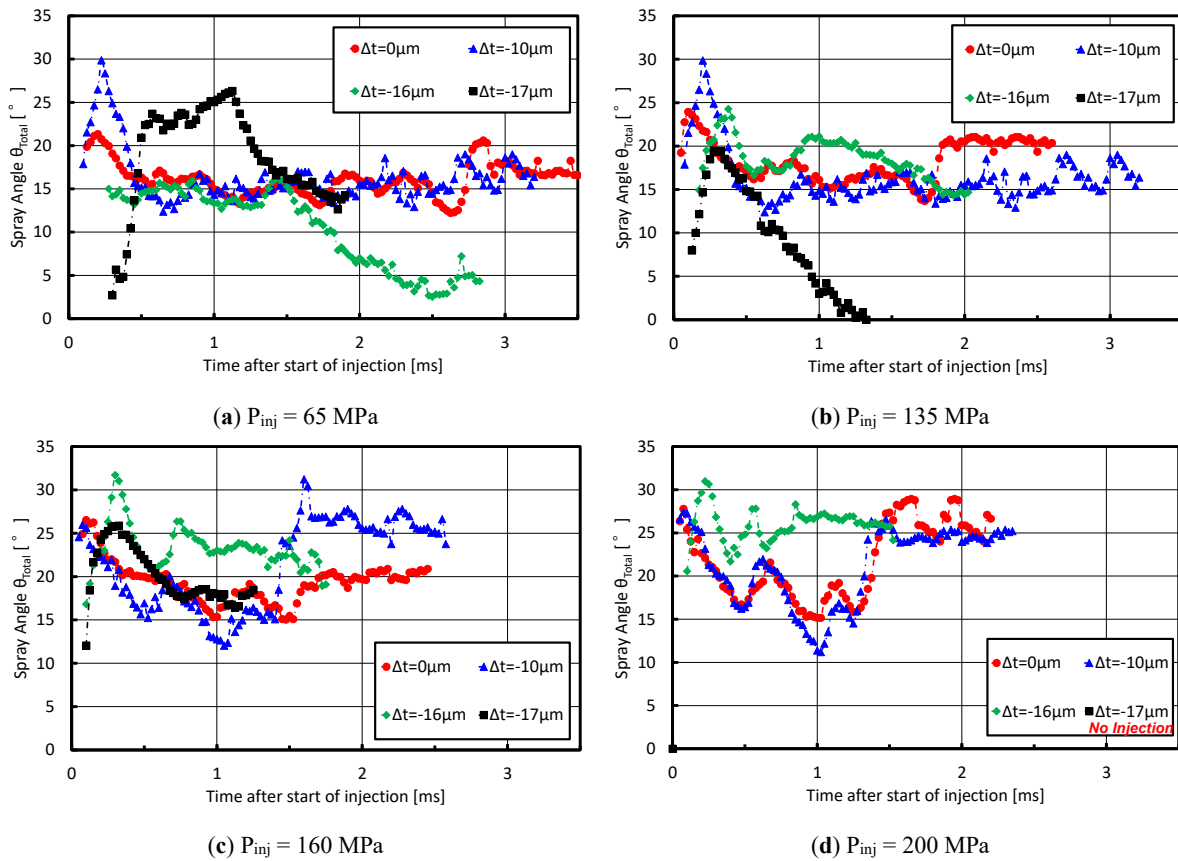 35
30
25
20
15
10
5
0
Spray Angle θTotal [ ° ]
Δt=0μm
Δt=-10μm
Δt=-16μm
Δt=-17μm
0 1 2 3
Time after start of injection [ms]
(a) Pinj = 65 MPa
35
30
25
20
15
10
5
0
Spray Angle θTotal [ ° ]
Δt=0μm
Δt=-10μm
Δt=-16μm
Δt=-17μm
0 1 2 3
Time after start of injection [ms]
(b) Pinj = 135 MPa
35
30
25
20
15
10
5
0
Spray Angle θTotal [ ° ]
Δt=0μm
Δt=-10μm
Δt=-16μm
Δt=-17μm
0 1 2 3
Time after start of injection [ms]
(c) Pinj = 160 MPa
35
30
25
20
15
10
5
0
Spray Angle θTotal [ ° ]
Δt=0μm
Δt=-10μm
Δt=-16μm
Δt=-17μm
No Injection
0 1 2 3
Time after start of injection [ms]
(d) Pinj = 200 MPa